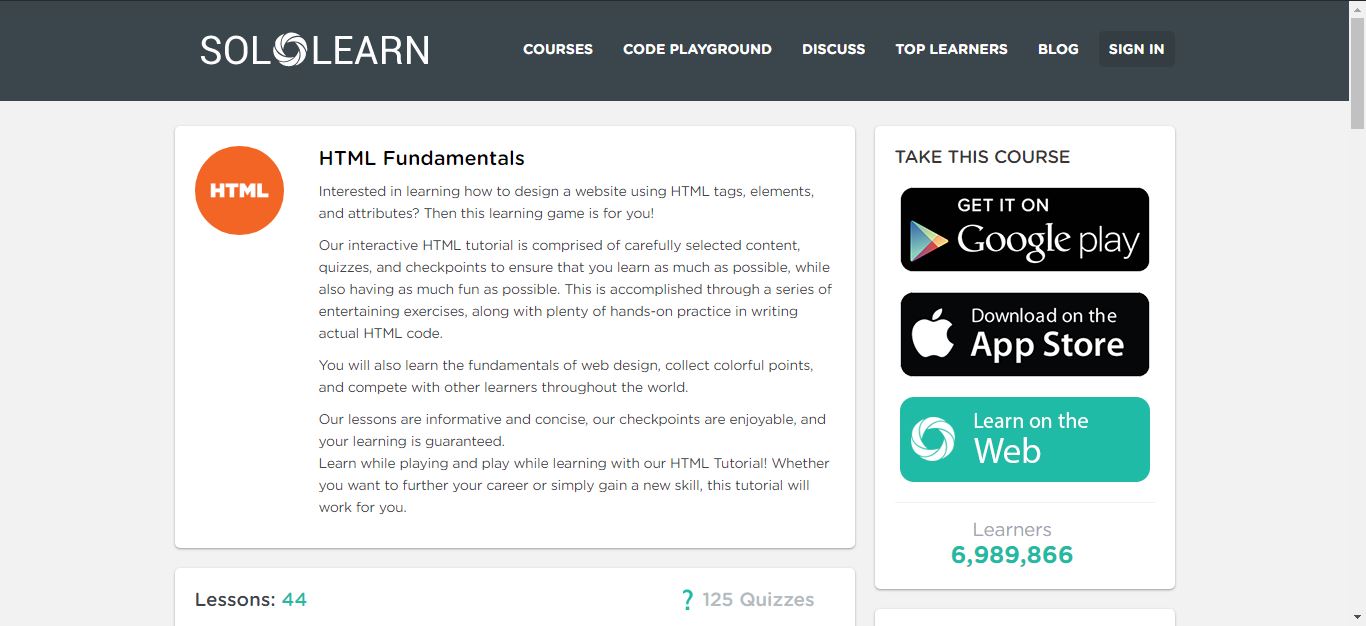 SOLOLEARN
COURSES
CODE PLAYGROUND
DISCUSS
TOP LEARNERS
BLOG
SIGN IN
HTML
HTML Fundamentals
Interested in learning how to design a website using HTML tags, elements,
and attributes? Then this learning game is for you!
Our interactive HTML tutorial is comprised of carefully selected content,
quizzes, and checkpoints to ensure that you learn as much as possible, while
also having as much fun as possible. This is accomplished through a series of
entertaining exercises, along with plenty of hands-on practice in writing
actual HTML code.
You will also learn the fundamentals of web design, collect colorful points,
and compete with other learners throughout the world.
Our lessons are informative and concise, our checkpoints are enjoyable, and
your learning is guaranteed.
Learn while playing and play while learning with our HTML Tutorial! Whether
you want to further your career or simply gain a new skill, this tutorial will
work for you.
Lessons: 44
? 125 Quizzes
TAKE THIS COURSE
GET IT ON
Google play
Download on the
App Store
Learn on the
Web
Learners
6,989,866